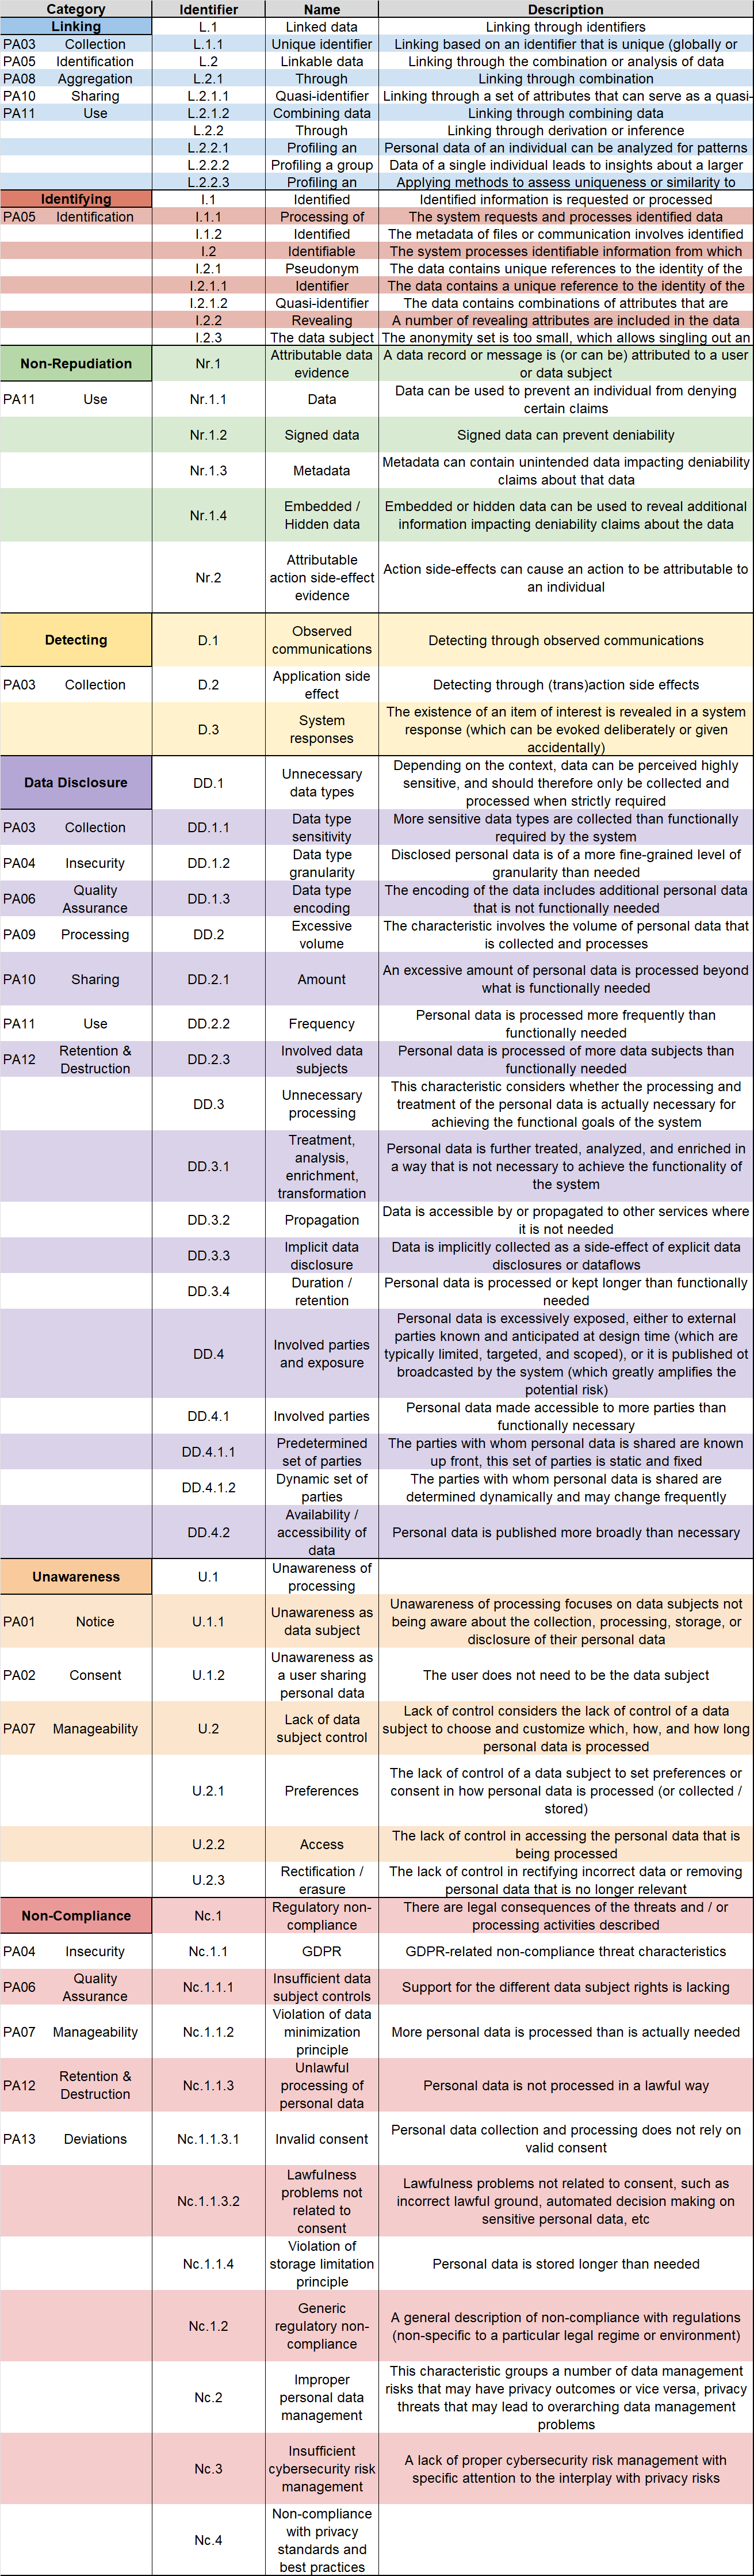 Category Identifier Name Description
Linking L.1 Linked data Linking through identifiers
PA03 Collection L.1.1 Unique identifier Linking based on an identifier that is unique (globally or
PA05 Identification L.2 Linkable data Linking through the combination or analysis of data
PA08 Aggregation L.2.1 Through Linking through combination
PA10 Sharing L.2.1.1 Quasi-identifier Linking through a set of attributes that can serve as a quasi-
PA11 Use L.2.1.2 Combining data Linking through combining data
L.2.2 Through Linking through derivation or inference
L.2.2.1 Profiling an Personal data of an individual can be analyzed for patterns
L.2.2.2 Profiling a group Data of a single individual leads to insights about a larger
L.2.2.3 Profiling an Applying methods to assess uniqueness or similarity to
Identifying I.1 Identified Identified information is requested or processed
PA05 Identification I.1.1 Processing of The system requests and processes identified data
I.1.2 Identified The metadata of files or communication involves identified
I.2 Identifiable The system processes identifiable information from which
I.2.1 Pseudonym The data contains unique references to the identity of the
I.2.1.1 Identifier The data contains a unique reference to the identity of the
I.2.1.2 Quasi-identifier The data contains combinations of attributes that are
I.2.2 Revealing A number of revealing attributes are included in the data
I.2.3 The data subject The anonymity set is too small, which allows singling out an
Non-Repudiation Nr.1 Attributable data
evidence A data record or message is (or can be) attributed to a user
or data subject
PA11 Use Nr.1.1 Data Data can be used to prevent an individual from denying
certain claims
Nr.1.2 Signed data Signed data can prevent deniability
Nr.1.3 Metadata Metadata can contain unintended data impacting deniability
claims about that data
Nr.1.4 Embedded /
Hidden data Embedded or hidden data can be used to reveal additional
information impacting deniability claims about the data
Nr.2 Attributable
action side-effect
evidence Action side-effects can cause an action to be attributable to
an individual
Detecting D.1 Observed
communications Detecting through observed communications
PA03 Collection D.2 Application side
effect Detecting through (trans)action side effects
D.3 System
responses The existence of an item of interest is revealed in a system
response (which can be evoked deliberately or given
accidentally)
Data Disclosure DD.1 Unnecessary
data types Depending on the context, data can be perceived highly
sensitive, and should therefore only be collected and
processed when strictly required
PA03 Collection DD.1.1 Data type
sensitivity More sensitive data types are collected than functionally
required by the system
PA04 Insecurity DD.1.2 Data type
granularity Disclosed personal data is of a more fine-grained level of
granularity than needed
PA06 Quality
Assurance DD.1.3 Data type
encoding The encoding of the data includes additional personal data
that is not functionally needed
PA09 Processing DD.2 Excessive
volume The characteristic involves the volume of personal data that
is collected and processes
PA10 Sharing DD.2.1 Amount An excessive amount of personal data is processed beyond
what is functionally needed
PA11 Use DD.2.2 Frequency Personal data is processed more frequently than
functionally needed
PA12 Retention &
Destruction DD.2.3 Involved data
subjects Personal data is processed of more data subjects than
functionally needed
DD.3 Unnecessary
processing This characteristic considers whether the processing and
treatment of the personal data is actually necessary for
achieving the functional goals of the system
DD.3.1 Treatment,
analysis,
enrichment,
transformation Personal data is further treated, analyzed, and enriched in
a way that is not necessary to achieve the functionality of
the system
DD.3.2 Propagation Data is accessible by or propagated to other services where
it is not needed
DD.3.3 Implicit data
disclosure Data is implicitly collected as a side-effect of explicit data
disclosures or dataflows
DD.3.4 Duration /
retention Personal data is processed or kept longer than functionally
needed
DD.4 Involved parties
and exposure Personal data is excessively exposed, either to external
parties known and anticipated at design time (which are
typically limited, targeted, and scoped), or it is published ot
broadcasted by the system (which greatly amplifies the
potential risk)
DD.4.1 Involved parties Personal data made accessible to more parties than
functionally necessary
DD.4.1.1 Predetermined
set of parties The parties with whom personal data is shared are known
up front, this set of parties is static and fixed
DD.4.1.2 Dynamic set of
parties The parties with whom personal data is shared are
determined dynamically and may change frequently
DD.4.2 Availability /
accessibility of
data Personal data is published more broadly than necessary
Unawareness U.1 Unawareness of
processing
PA01 Notice U.1.1 Unawareness as
data subject Unawareness of processing focuses on data subjects not
being aware about the collection, processing, storage, or
disclosure of their personal data
PA02 Consent U.1.2 Unawareness as
a user sharing
personal data The user does not need to be the data subject
PA07 Manageability U.2 Lack of data
subject control Lack of control considers the lack of control of a data
subject to choose and customize which, how, and how long
personal data is processed
U.2.1 Preferences The lack of control of a data subject to set preferences or
consent in how personal data is processed (or collected /
stored)
U.2.2 Access The lack of control in accessing the personal data that is
being processed
U.2.3 Rectification /
erasure The lack of control in rectifying incorrect data or removing
personal data that is no longer relevant
Non-Compliance Nc.1 Regulatory non-
compliance There are legal consequences of the threats and / or
processing activities described
PA04 Insecurity Nc.1.1 GDPR GDPR-related non-compliance threat characteristics
PA06 Quality
Assurance Nc.1.1.1 Insufficient data
subject controls Support for the different data subject rights is lacking
PA07 Manageability Nc.1.1.2 Violation of data
minimization
principle More personal data is processed than is actually needed
PA12 Retention &
Destruction Nc.1.1.3 Unlawful
processing of
personal data Personal data is not processed in a lawful way
PA13 Deviations Nc.1.1.3.1 Invalid consent Personal data collection and processing does not rely on
valid consent
Nc.1.1.3.2 Lawfulness
problems not
related to
consent Lawfulness problems not related to consent, such as
incorrect lawful ground, automated decision making on
sensitive personal data, etc
Nc.1.1.4 Violation of
storage limitation
principle Personal data is stored longer than needed
Nc.1.2 Generic
regulatory non-
compliance A general description of non-compliance with regulations
(non-specific to a particular legal regime or environment)
Nc.2 Improper
personal data
management This characteristic groups a number of data management
risks that may have privacy outcomes or vice versa, privacy
threats that may lead to overarching data management
problems
Nc.3 Insufficient
cybersecurity risk
management A lack of proper cybersecurity risk management with
specific attention to the interplay with privacy risks
Nc.4 Non-compliance
with privacy
standards and
best practices